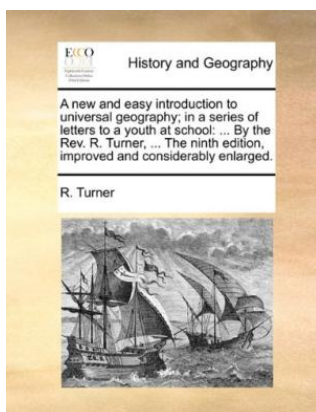 ECCO
History and Geography
A new and easy introduction to
universal geography; in a series of
letters to a youth at school: ... By the
Rev. R. Turner, ... The ninth edition,
improved and considerably enlarged.
R. Turner